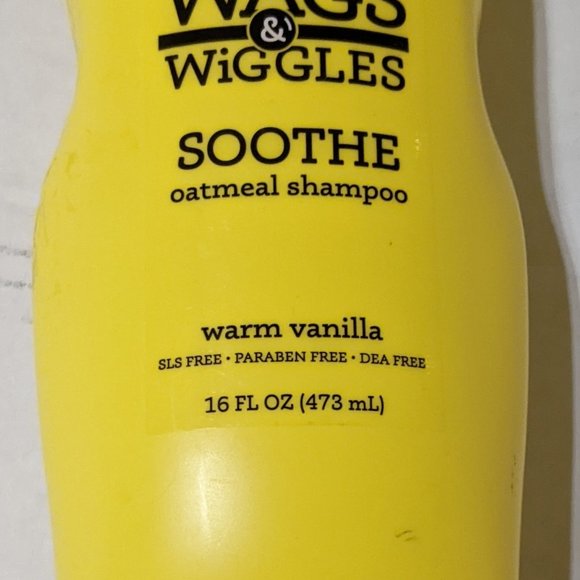 WAGS
&
WiGGLES
SOOTHE
oatmeal shampoo
warm vanilla
SLS FREE • PARABEN FREE • DEA FREE
16 FL OZ (473 mL)